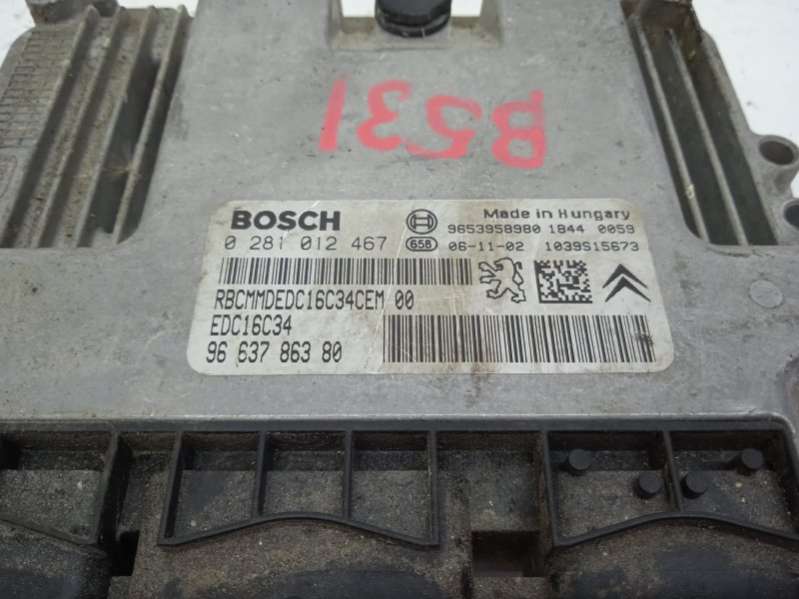 B531
BOSCH
Made in Hungary
9653958980 1844 0059
0 281 012 467
658 06-11-02 1039S15673
RBCMMDEDC16C34CEM 00
EDC16C34
96 637 863 80